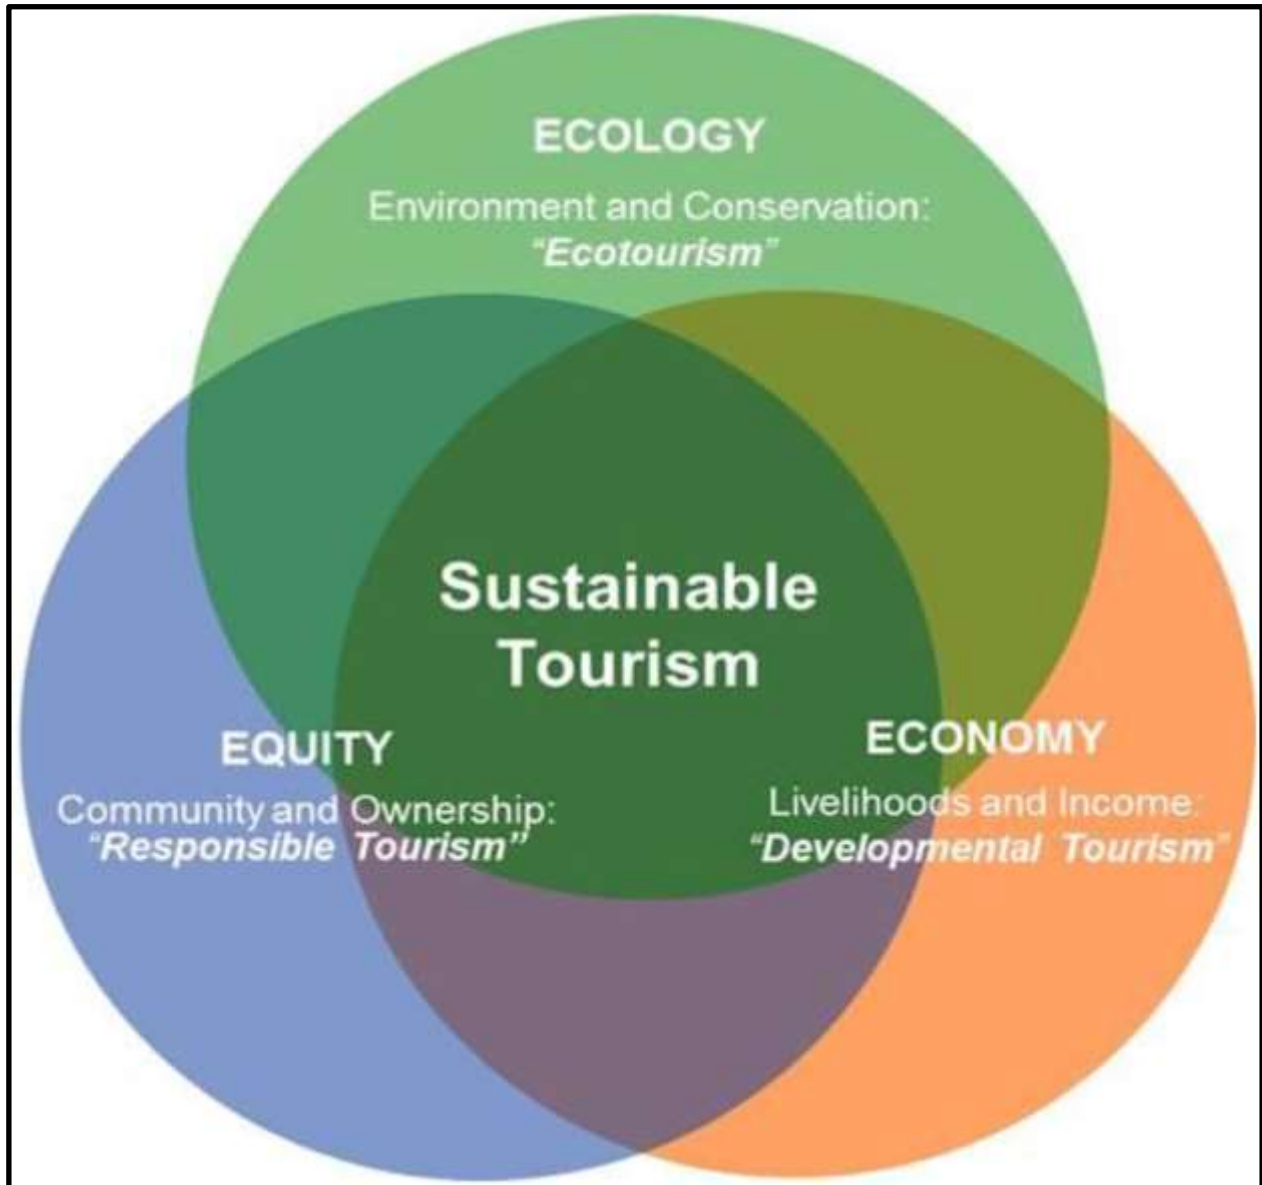 ECOLOGY
Environment and Conservation:
“Ecotourism”
Sustainable
Tourism
EQUITY
Community and Ownership:
“Responsible Tourism”
ECONOMY
Livelihoods and Income:
“Developmental Tourism”